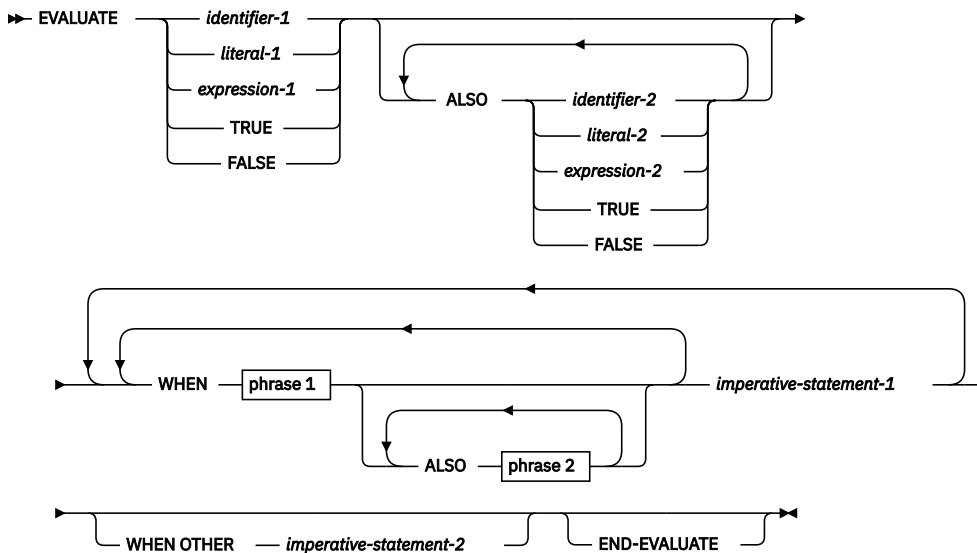 EVALUATE identifier-1
literal-1
expression-1
TRUE
FALSE
ALSO identifier-2
literal-2
expression-2
TRUE
FALSE
WHEN phrase 1 imperative-statement-1
ALSO phrase 2
WHEN OTHER imperative-statement-2 END-EVALUATE